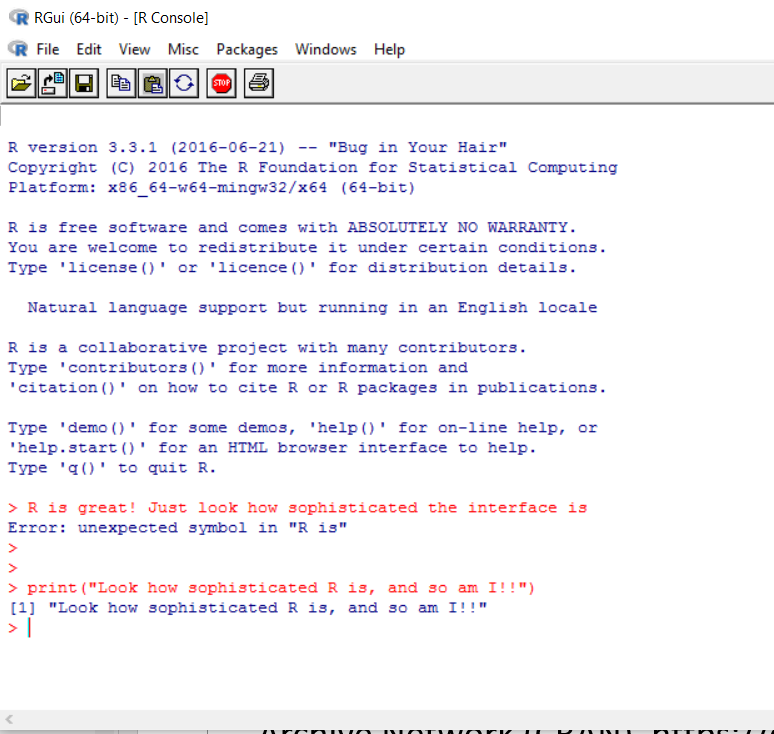 RGui (64-bit) - [R Console]
File Edit View Misc Packages Windows Help
STOP
R version 3.3.1 (2016-06-21) -- "Bug in Your Hair"
Copyright (C) 2016 The R Foundation for Statistical Computing
Platform: x86_64-w64-mingw32/x64 (64-bit)
R is free software and comes with ABSOLUTELY NO WARRANTY.
You are welcome to redistribute it under certain conditions.
Type 'license()' or 'licence()' for distribution details.
Natural language support but running in an English locale
R is a collaborative project with many contributors.
Type 'contributors()' for more information and
'citation()' on how to cite R or R packages in publications.
Type 'demo()' for some demos, 'help()' for on-line help, or
'help.start()' for an HTML browser interface to help.
Type 'q()' to quit R.
> R is great! Just look how sophisticated the interface is
Error: unexpected symbol in "R is"
>
>
> print("Look how sophisticated R is, and so am I!!")
[1] "Look how sophisticated R is, and so am I!!"
>
Archive Network